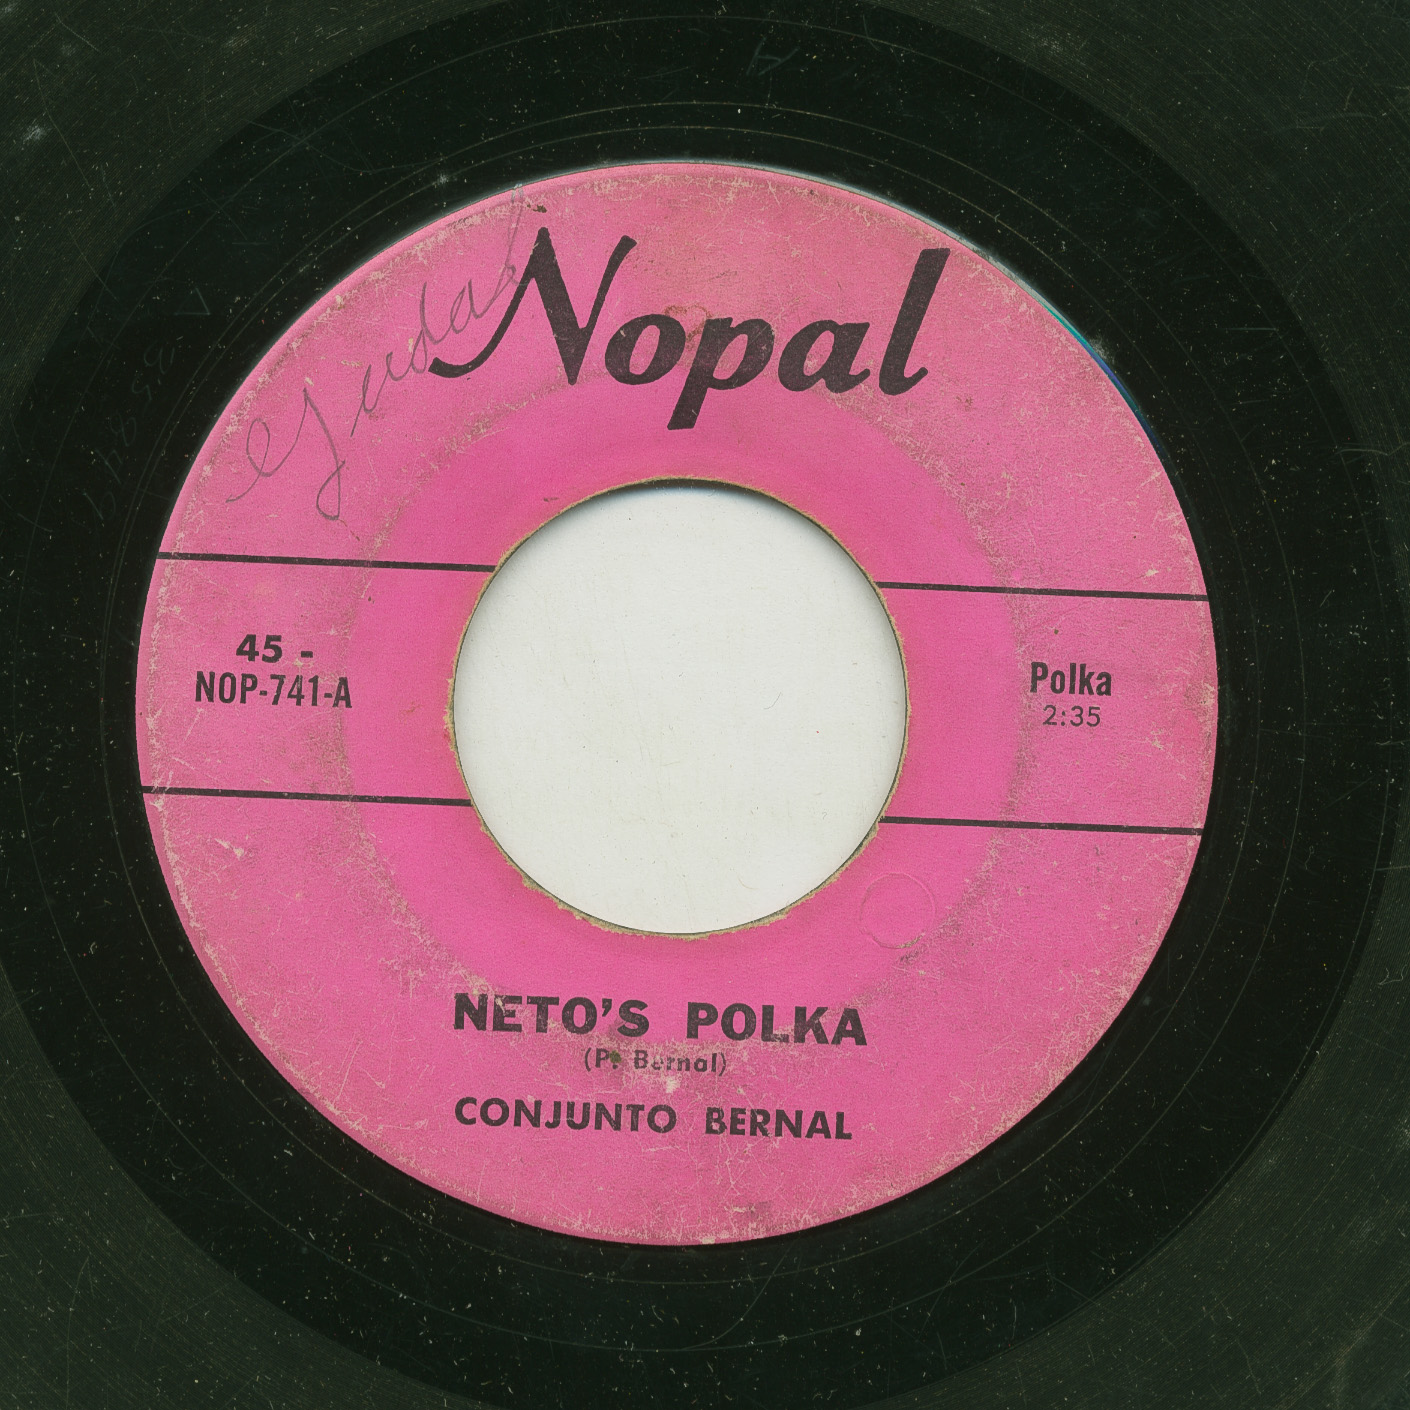 Nopal
45 -
NOP-741-A
Polka
2:35
NETO'S POLKA
(P. Bernal)
CONJUNTO BERNAL